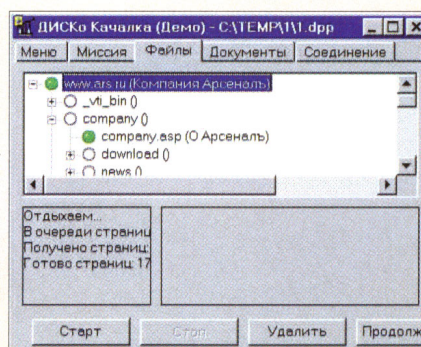 ДИСКо Качалка (Демо) - C:\TEMP\1\1.dpp
Меню Миссия Файлы Документы Соединение
www.ars.ru (Компания Арсеналъ)
_vti_bin ()
company ()
company.asp (О Арсеналъ)
download ()
news ()
Отдыхаем...
В очереди страниц
Получено страниц:
Готово страниц: 17
Старт Стоп Удалить Продолж